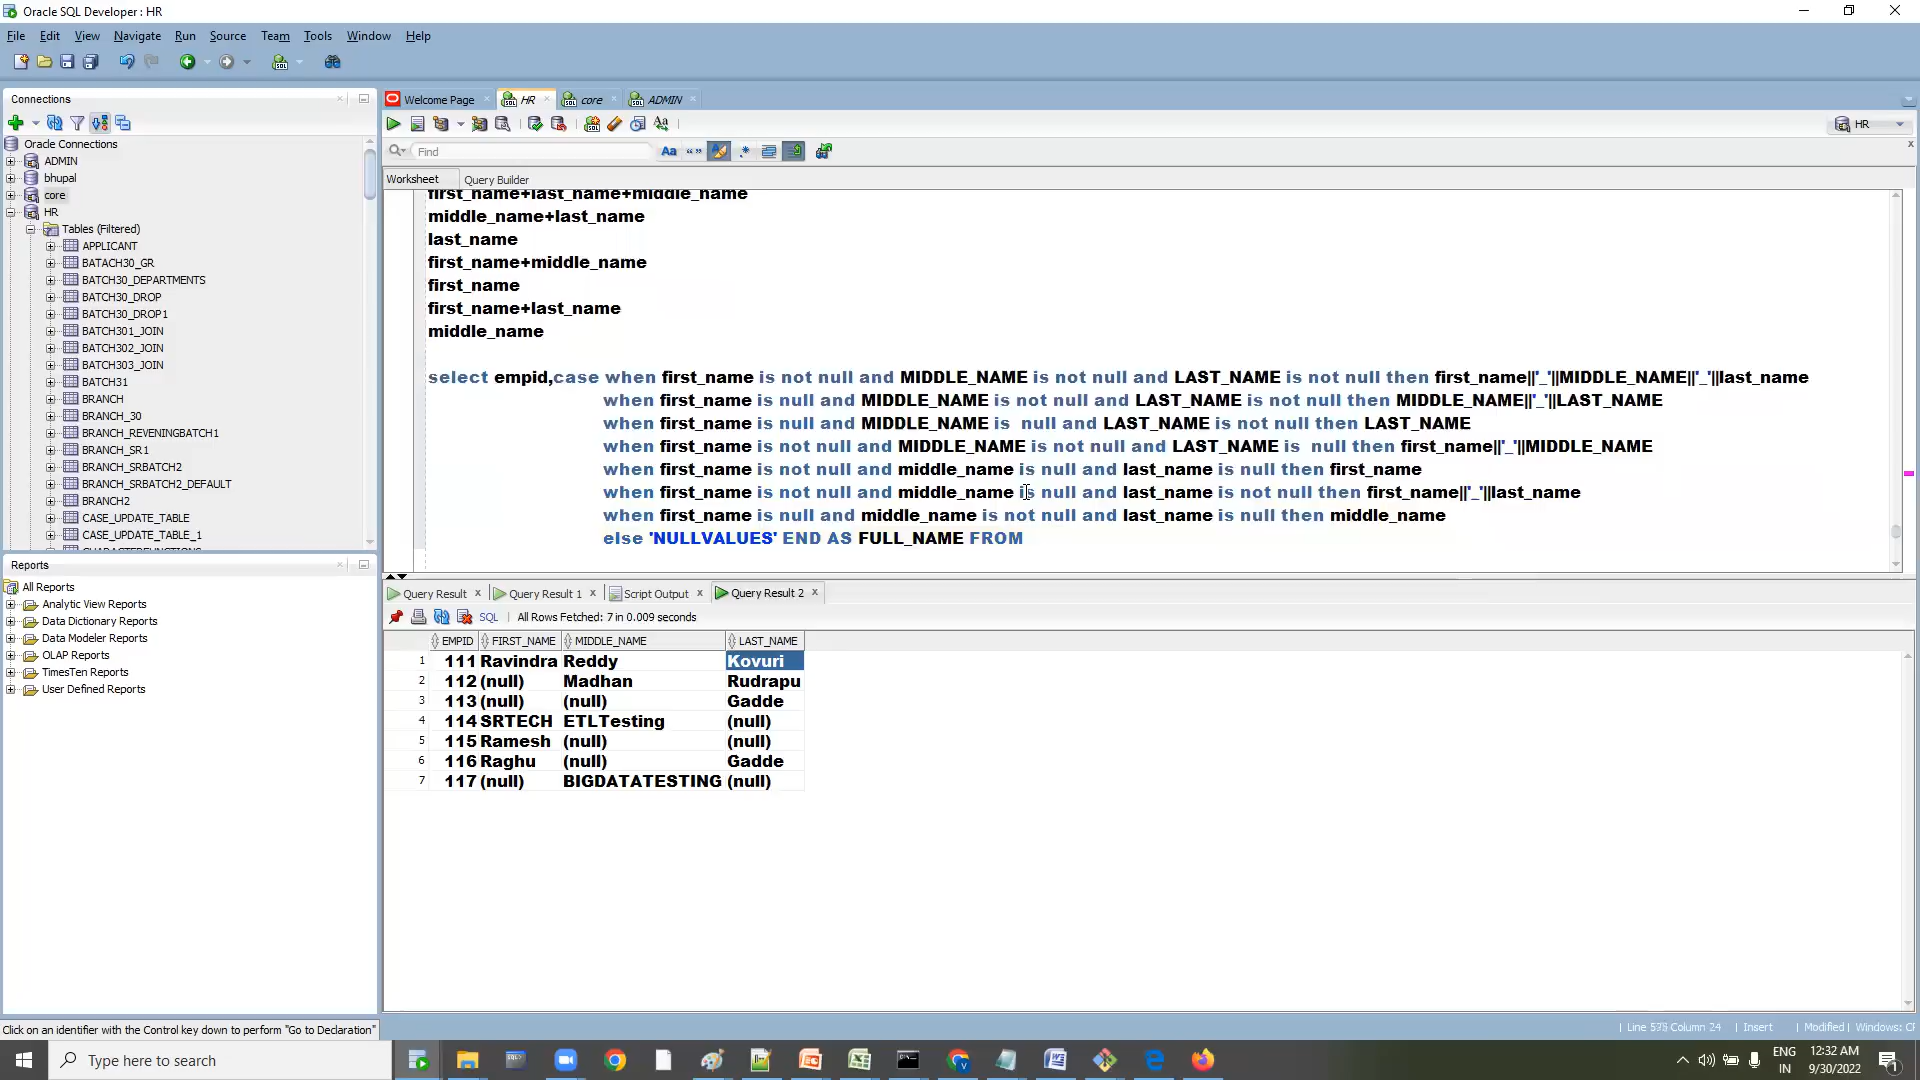 Oracle SQL Developer : HR
File Edit View Navigate Run Source Team Tools Window Help
Connections
Welcome Page HR core ADMIN
HR
Find
Worksheet Query Builder
Oracle Connections
ADMIN
bhupal
core
HR
Tables (Filtered)
APPLICANT
BATACH30_GR
BATCH30_DEPARTMENTS
BATCH30_DROP
BATCH30_DROP1
BATCH301_JOIN
BATCH302_JOIN
BATCH303_JOIN
BATCH31
BRANCH
BRANCH_30
BRANCH_REVENINGBATCH1
BRANCH_SR1
BRANCH_SRBATCH2
BRANCH_SRBATCH2_DEFAULT
BRANCH2
CASE_UPDATE_TABLE
CASE_UPDATE_TABLE_1
first_name+last_name+middle_name
middle_name+last_name
last_name
first_name+middle_name
first_name
first_name+last_name
middle_name
select empid,case when first_name is not null and MIDDLE_NAME is not null and LAST_NAME is not null then first_name||'_'||MIDDLE_NAME||'_'||last_name
when first_name is null and MIDDLE_NAME is not null and LAST_NAME is not null then MIDDLE_NAME||'_'||LAST_NAME
when first_name is null and MIDDLE_NAME is  null and LAST_NAME is not null then LAST_NAME
when first_name is not null and MIDDLE_NAME is not null and LAST_NAME is  null then first_name||'_'||MIDDLE_NAME
when first_name is not null and middle_name is null and last_name is null then first_name
when first_name is not null and middle_name is null and last_name is not null then first_name||'_'||last_name
when first_name is null and middle_name is not null and last_name is null then middle_name
else 'NULLVALUES' END AS FULL_NAME FROM
Reports
All Reports
Analytic View Reports
Data Dictionary Reports
Data Modeler Reports
OLAP Reports
TimesTen Reports
User Defined Reports
Query Result Query Result 1 Script Output Query Result 2
SQL All Rows Fetched: 7 in 0.009 seconds
EMPID FIRST_NAME MIDDLE_NAME LAST_NAME
1 111 Ravindra Reddy Kovuri
2 112 (null) Madhan Rudrapu
3 113 (null) (null) Gadde
4 114 SRTECH ETLTesting (null)
5 115 Ramesh (null) (null)
6 116 Raghu (null) Gadde
7 117 (null) BIGDATATESTING (null)
Click on an identifier with the Control key down to perform "Go to Declaration"
Column 24 Insert Modified Windows: CF
Type here to search
ENG
IN
12:32 AM
9/30/2022